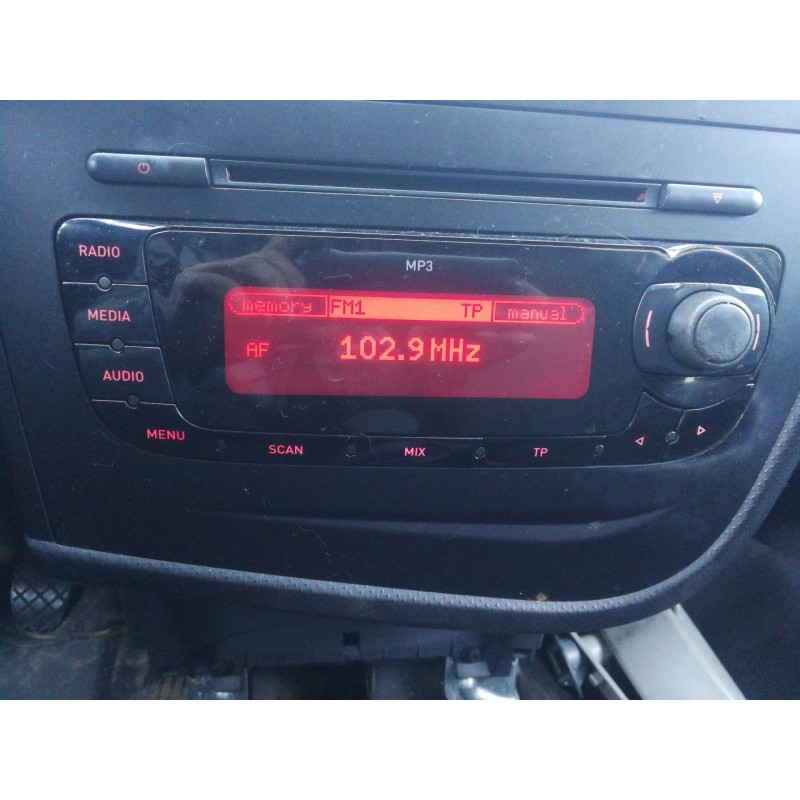 RADIO
MP3
MEDIA
memory FM1 TP manual
AF 102.9 MHz
AUDIO
MENU
SCAN
MIX
TP